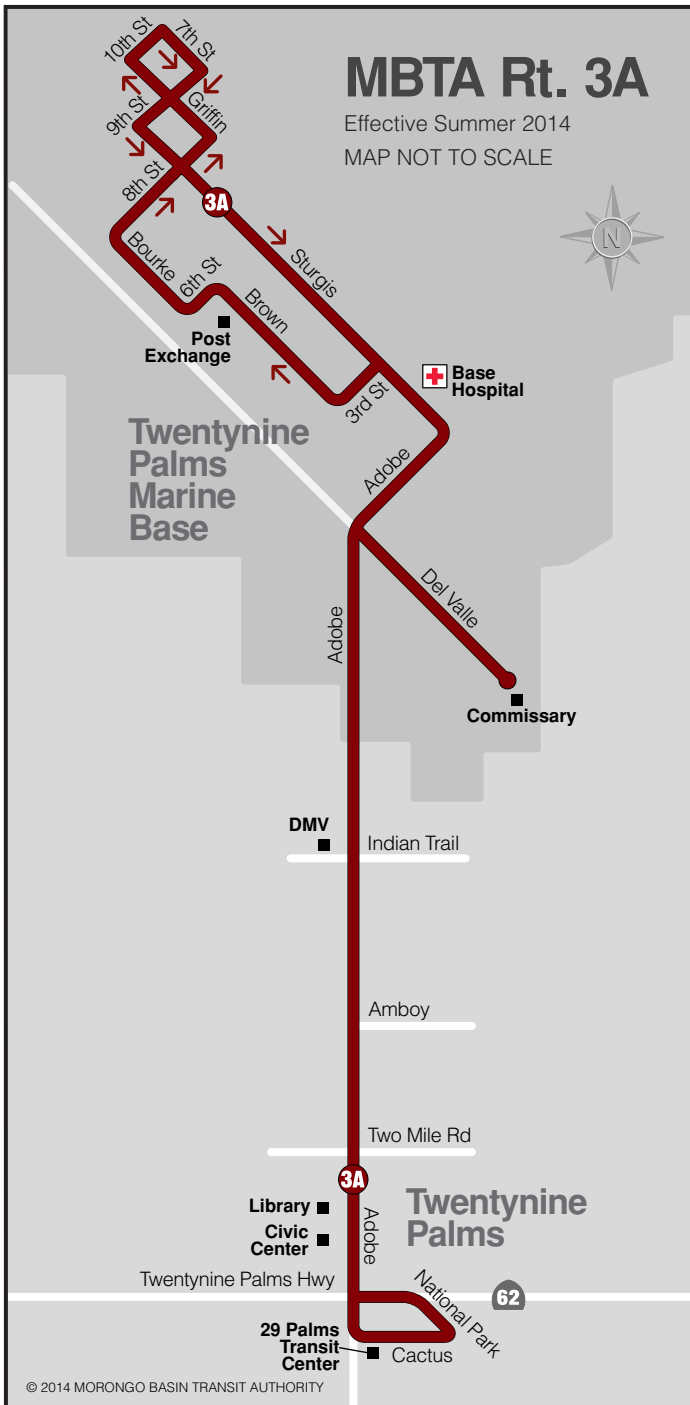 MBTA Rt. 3A
Effective Summer 2014
MAP NOT TO SCALE
N
10th St
7th St
9th St
Griffin
8th St
3A
Sturgis
Bourke
6th St
Brown
Post
Exchange
3rd St
Base
Hospital
Twentynine
Palms
Marine
Base
Adobe
Del Valle
Adobe
Commissary
DMV
Indian Trail
Amboy
Two Mile Rd
3A
Library
Civic
Center
Adobe
Twentynine
Palms
Twentynine Palms Hwy
National Park
62
29 Palms
Transit
Center
Cactus
© 2014 MORONGO BASIN TRANSIT AUTHORITY